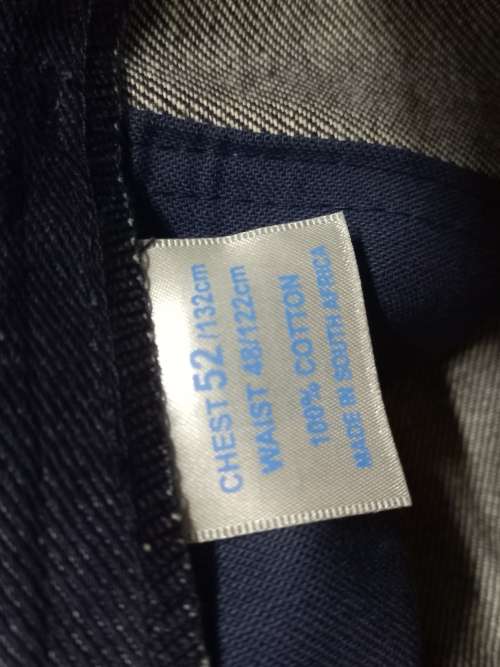 CHEST 52/132cm
WAIST 48/122cm
100% COTTON
MADE IN SOUTH AFRICA